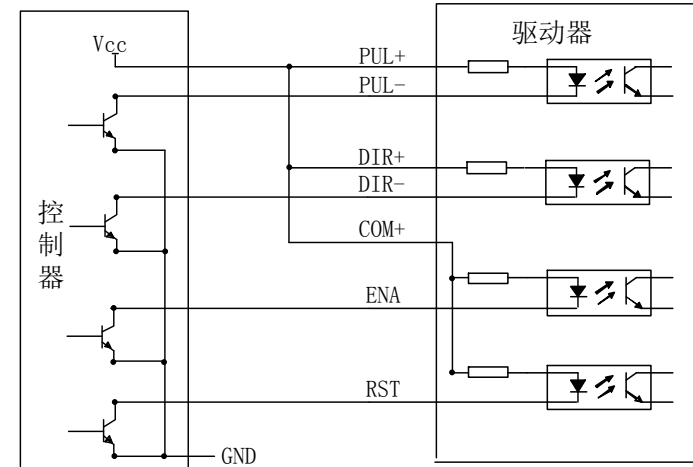 驱动器
Vcc
PUL+
PUL-
DIR+
DIR-
控制器
COM+
ENA
RST
GND